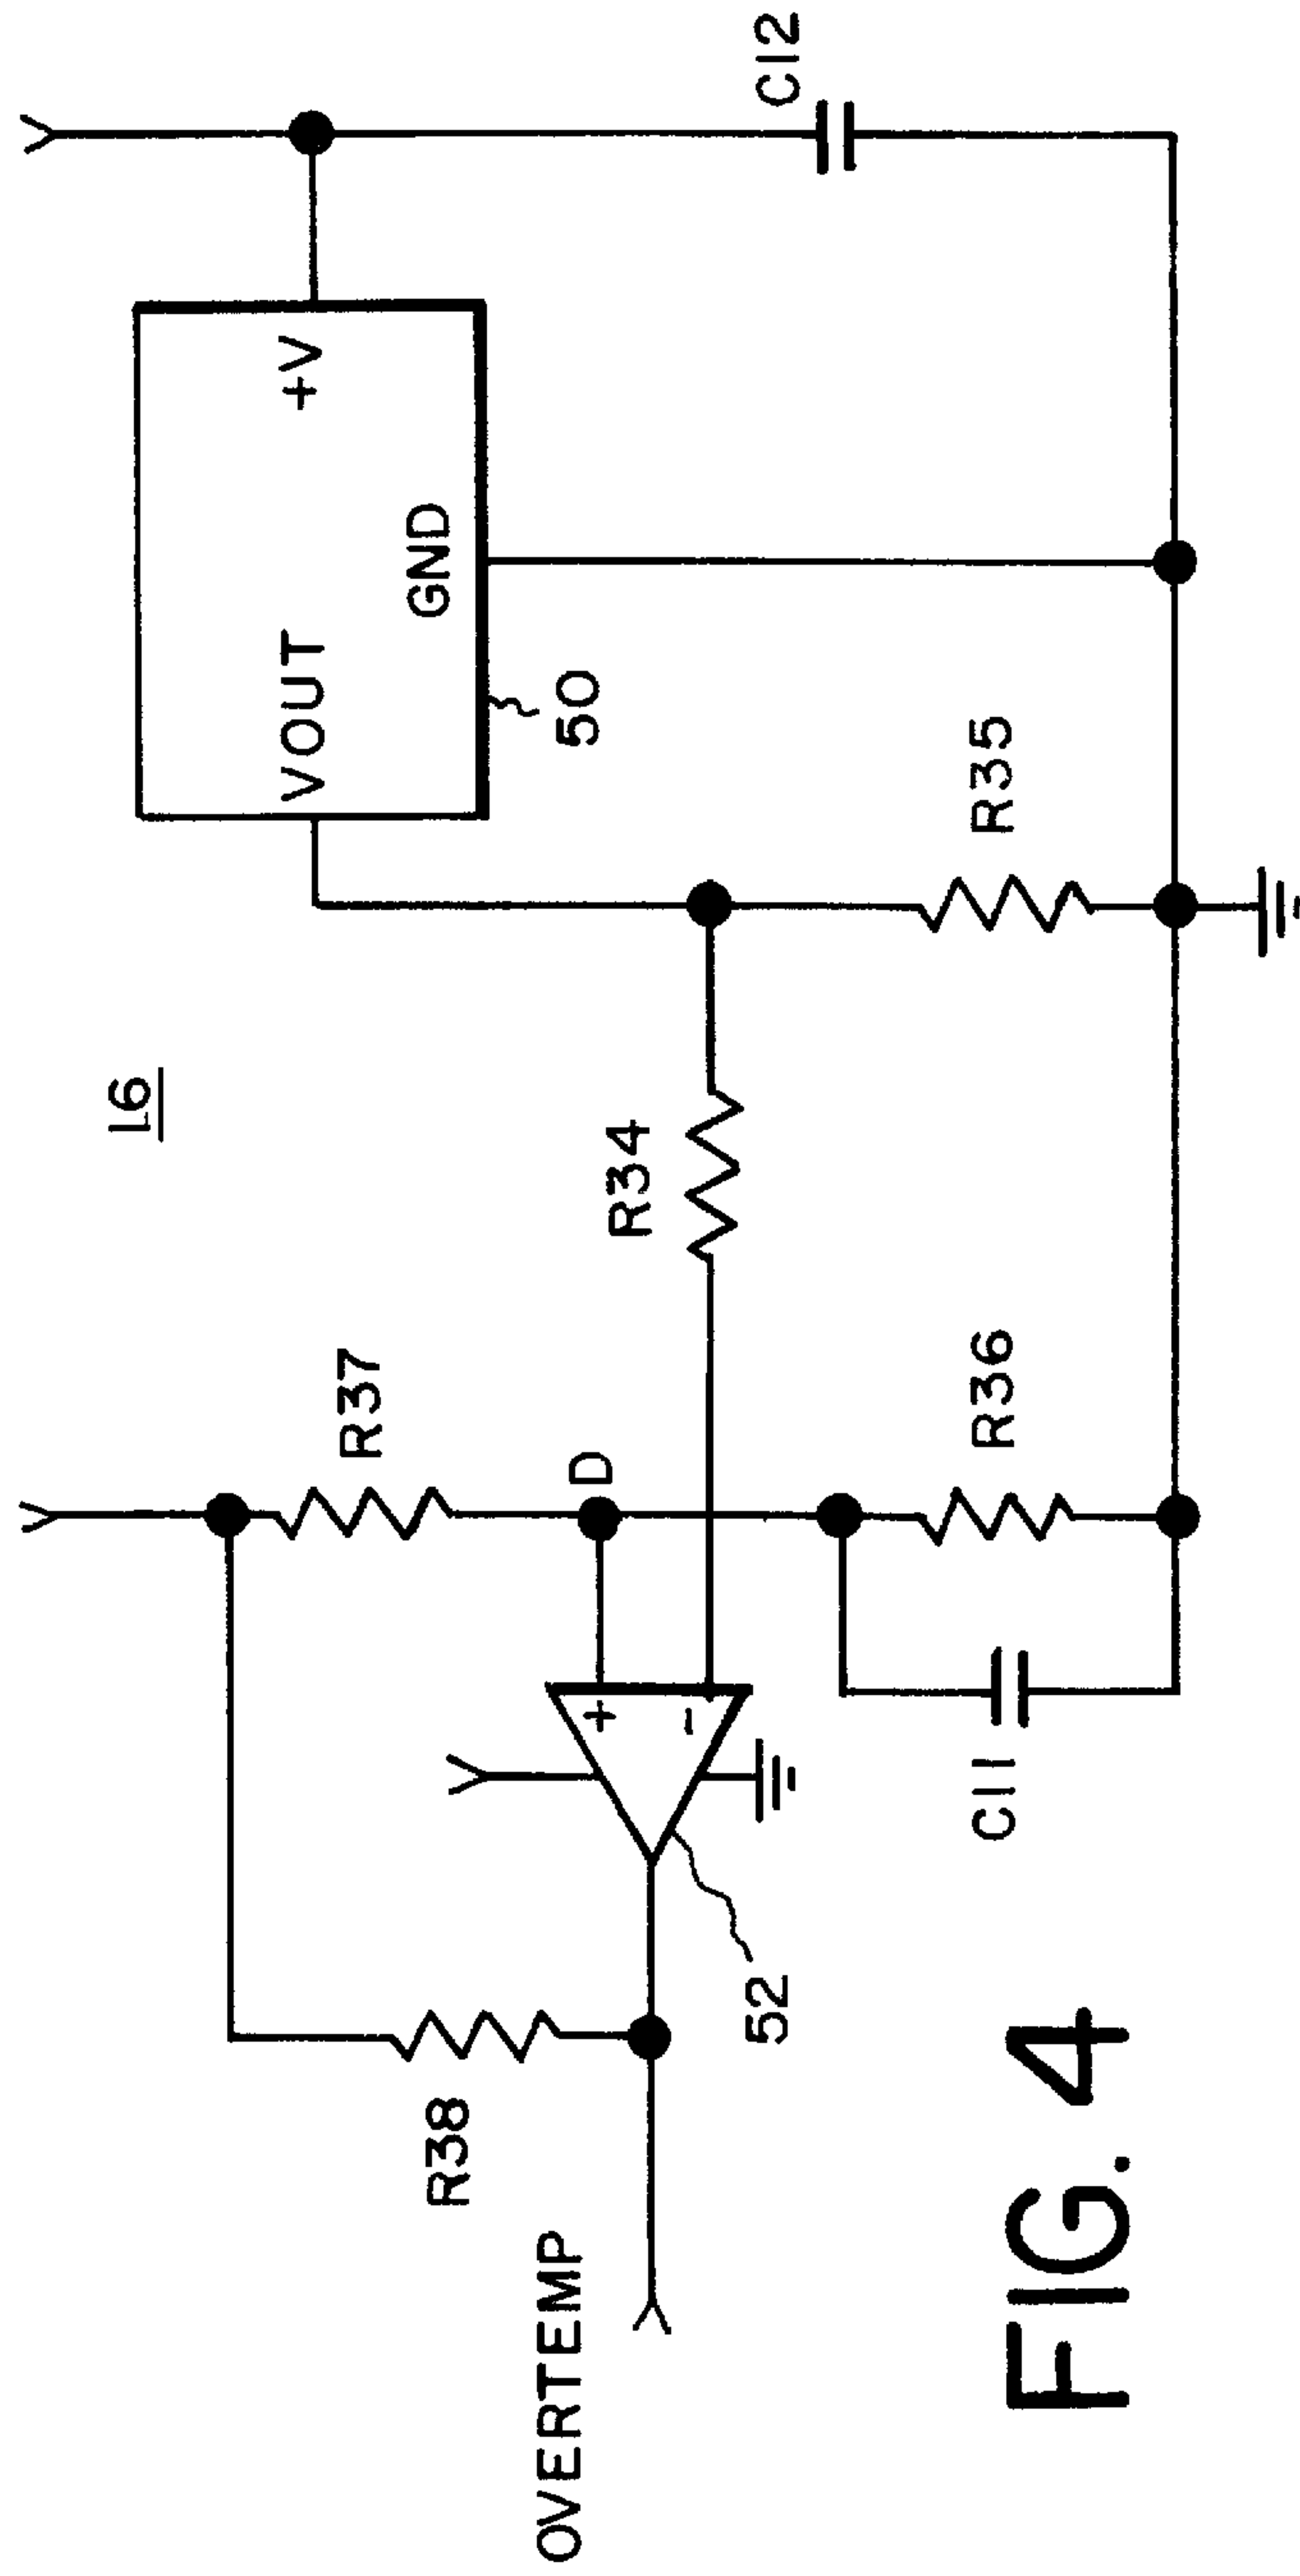 16
R38
R37
VOUT
+V
GND
50
OVERTEMP
D
R34
+
-
52
C12
C11
R36
R35
FIG. 4